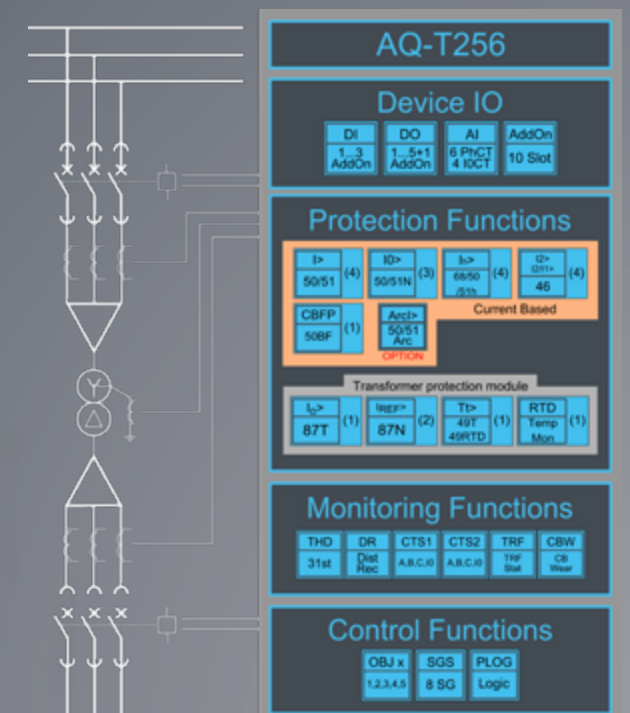 AQ-T256
Device IO
DI DO AI AddOn
1...3 AddOn
1...5+1 AddOn
6 PhCT 4 I0CT
10 Slot
Protection Functions
I> 50/51 (4)
I0> 50/51N (3)
Ih> 68/50 /51h (4)
I2> I2/I1> 46 (4)
CBFP 50BF (1)
ArcI> 50/51 Arc
OPTION
Current Based
Transformer protection module
ID> 87T (1)
IREF> 87N (2)
Tt> 49T 49RTD (1)
RTD Temp Mon (1)
Y
Monitoring Functions
THD DR CTS1 CTS2 TRF CBW
31st
Dist Rec
A,B,C,I0
A,B,C,I0
TRF Stat
CB Wear
Control Functions
OBJ x SGS PLOG
1,2,3,4,5 8 SG Logic